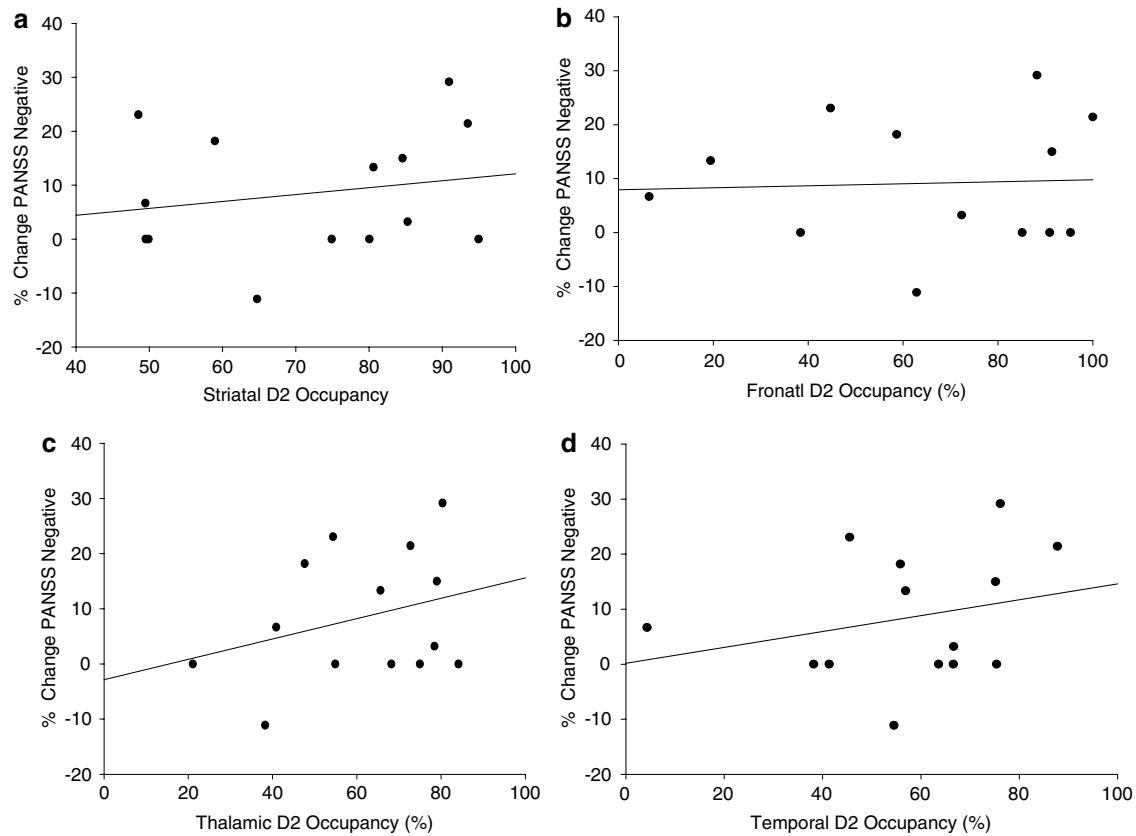 a
% Change PANSS Negative
40
30
20
10
0
-10
-20
40 50 60 70 80 90 100
Striatal D2 Occupancy
b
% Change PANSS Negative
40
30
20
10
0
-10
-20
0 20 40 60 80 100
Fronatl D2 Occupancy (%)
c
% Change PANSS Negative
40
30
20
10
0
-10
-20
0 20 40 60 80 100
Thalamic D2 Occupancy (%)
d
% Change PANSS Negative
40
30
20
10
0
-10
-20
0 20 40 60 80 100
Temporal D2 Occupancy (%)